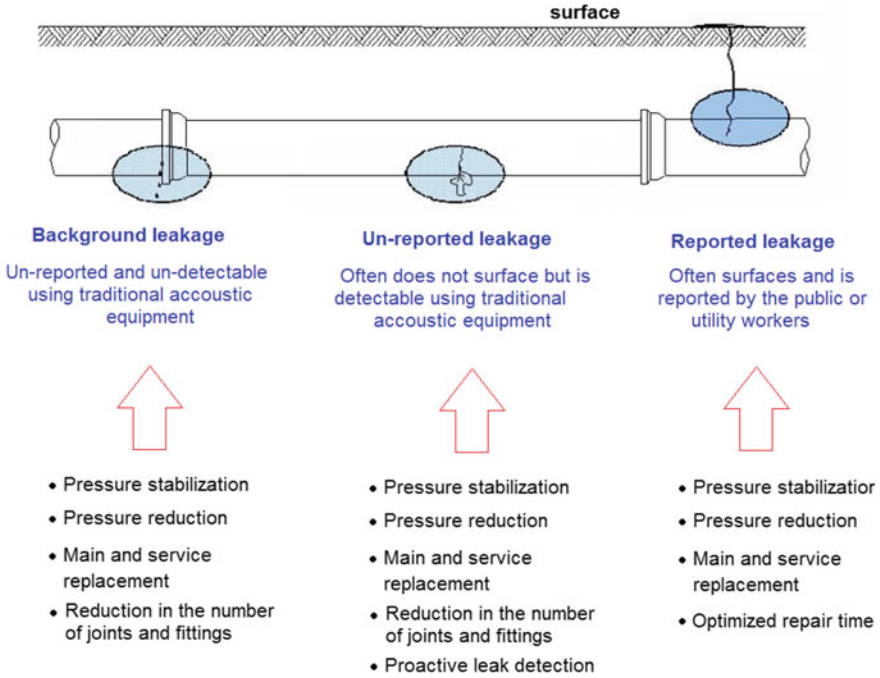 surface
Background leakage
Un-reported and un-detectable
using traditional accoustic
equipment
Un-reported leakage
Often does not surface but is
detectable using traditional
accoustic equipment
Reported leakage
Often surfaces and is
reported by the public or
utility workers
• Pressure stabilization
• Pressure reduction
• Main and service
replacement
• Reduction in the number
of joints and fittings
• Pressure stabilization
• Pressure reduction
• Main and service
replacement
• Reduction in the number
of joints and fittings
• Proactive leak detection
• Pressure stabilization
• Pressure reduction
• Main and service
replacement
• Optimized repair time